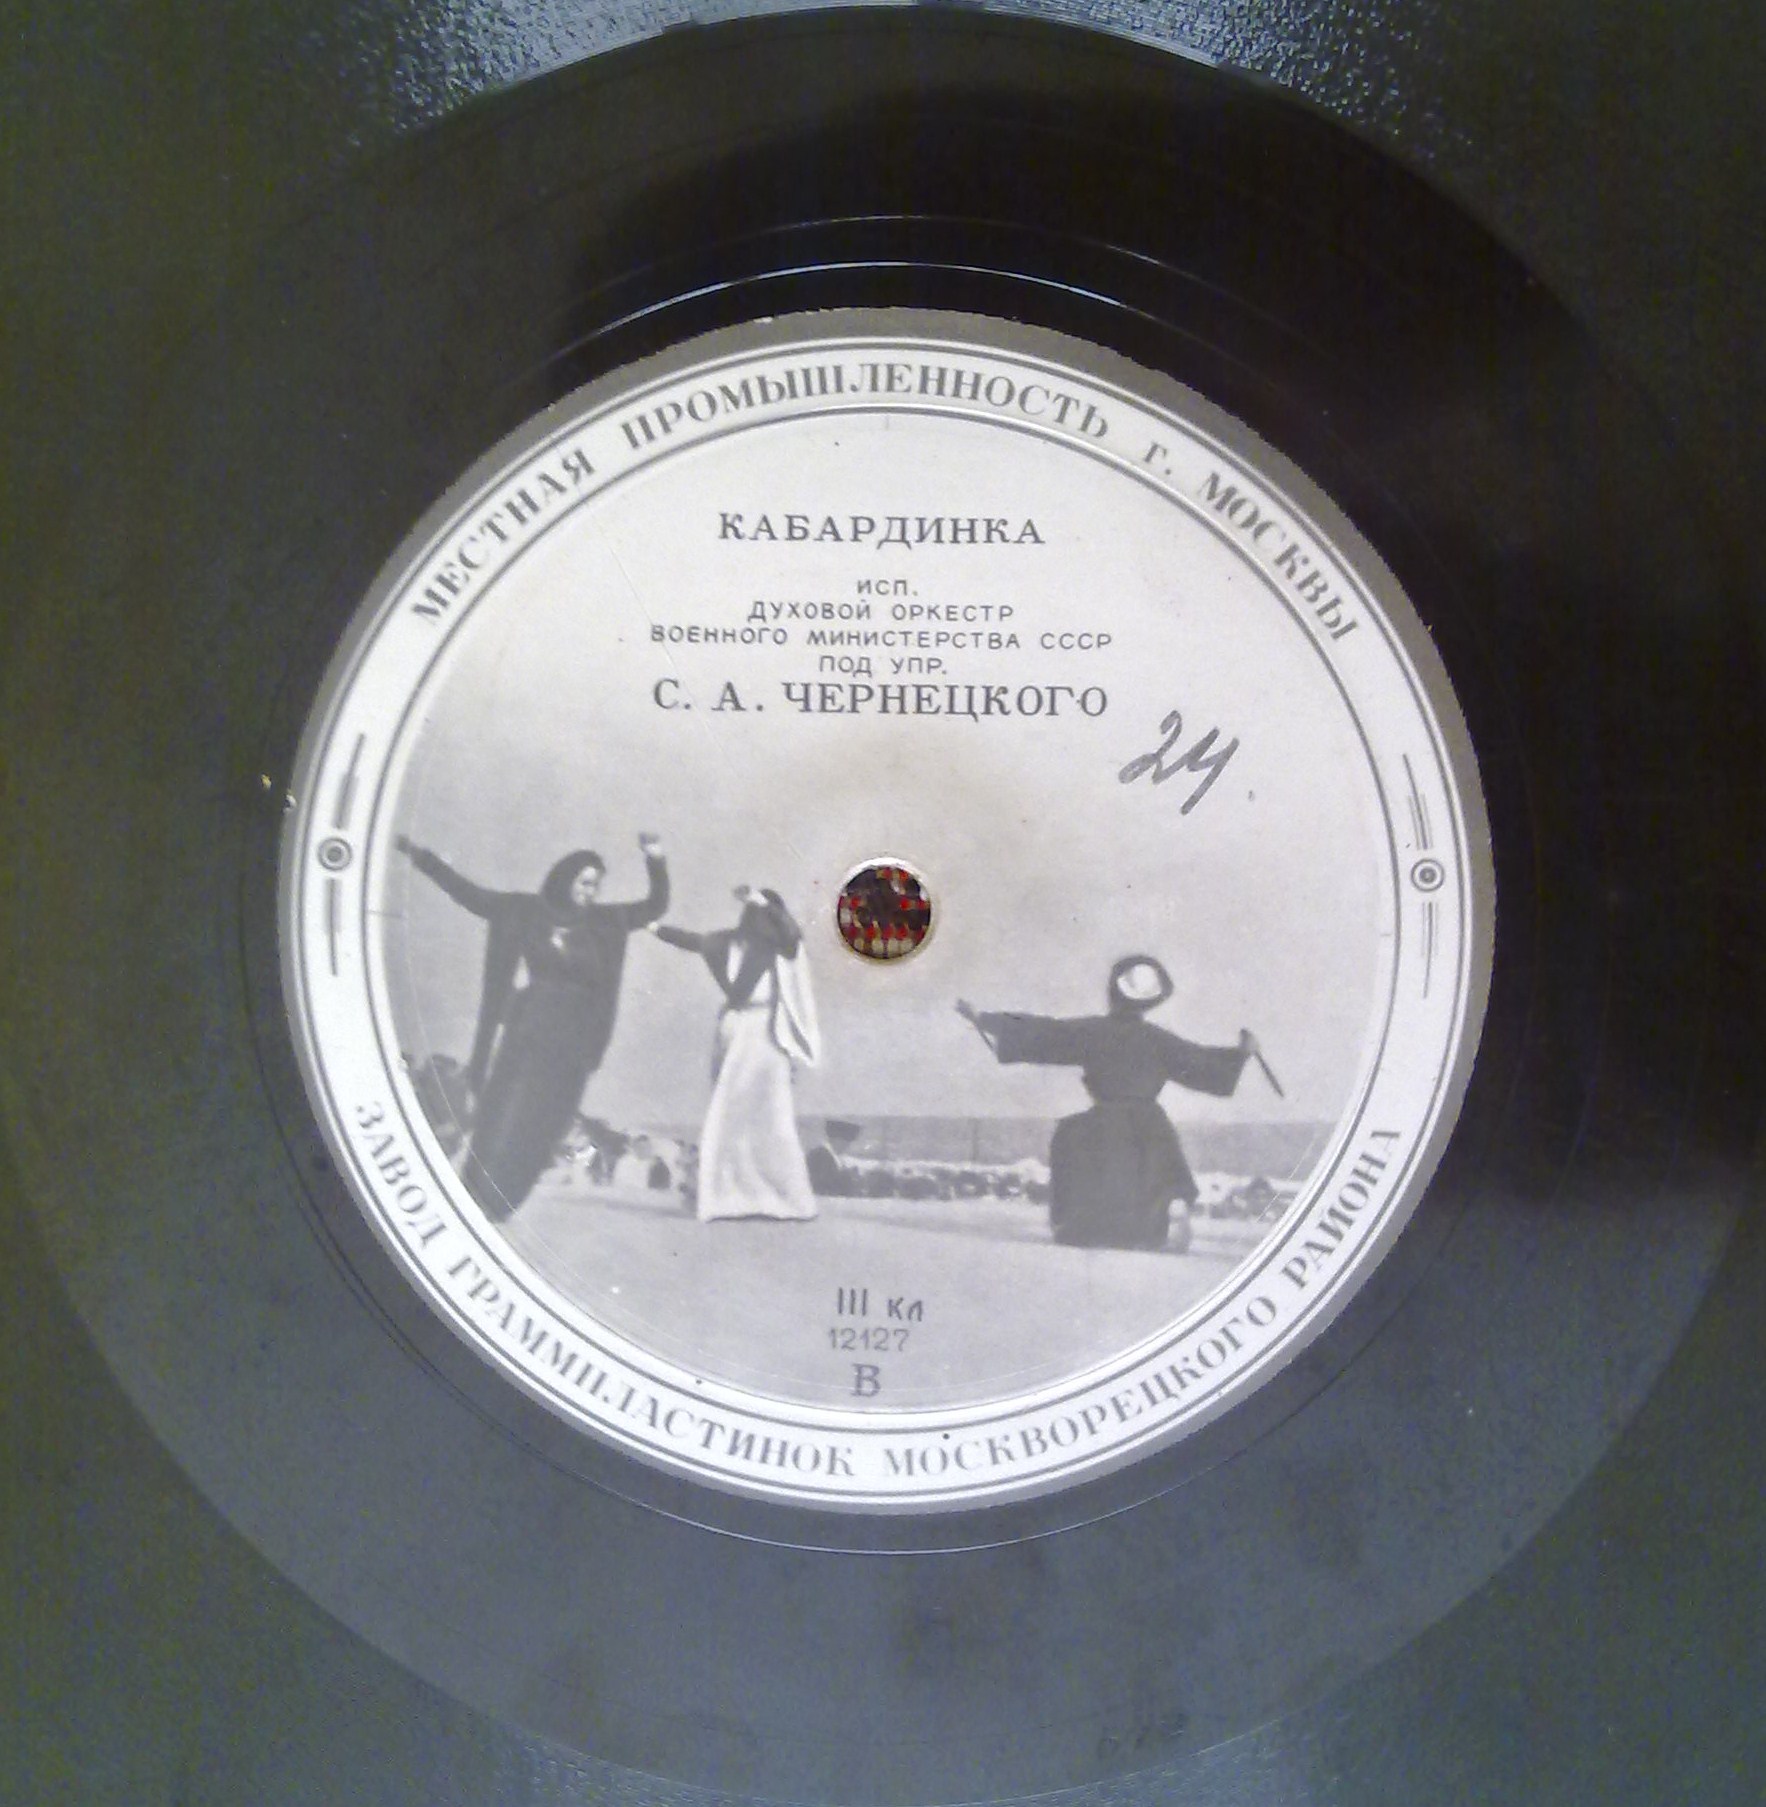 МЕСТНАЯ ПРОМЫШЛЕННОСТЬ г. МОСКВЫ
КАБАРДИНКА
ИСП.
ДУХОВОЙ ОРКЕСТР
ВОЕННОГО МИНИСТЕРСТВА СССР
ПОД УПР.
С. А. ЧЕРНЕЦКОГО
24.
III кл
12127
В
ЗАВОД ГРАММПЛАСТИНОК МОСКВОРЕЦКОГО РАЙОНА